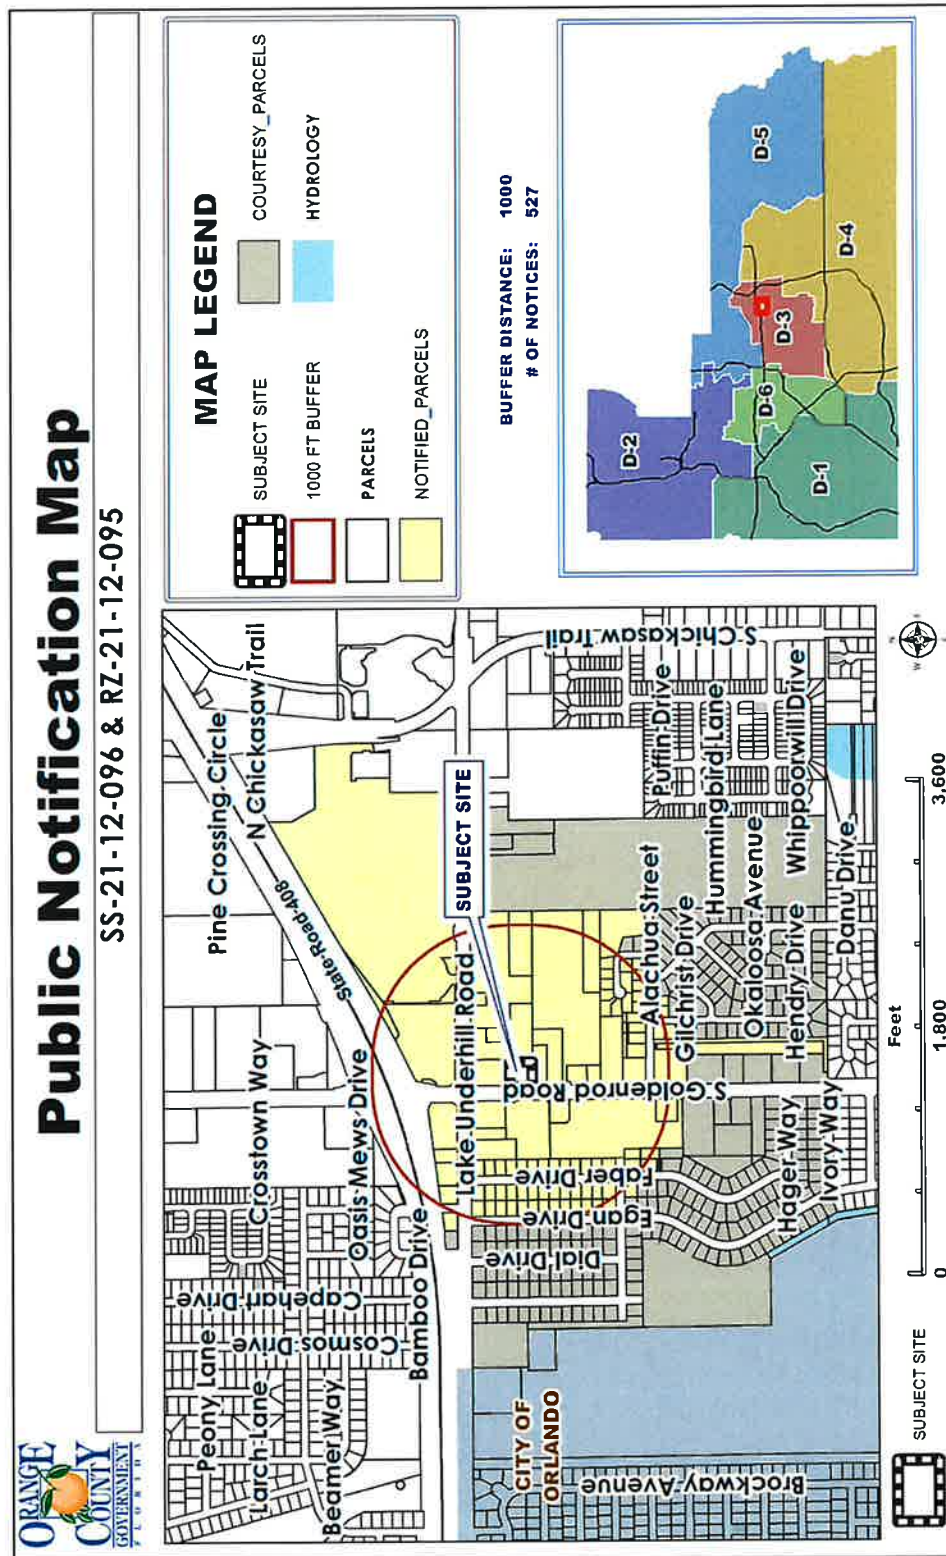 ORANGE
COUNTY
GOVERNMENT
FLORIDA
Public Notification Map
SS-21-12-096 & RZ-21-12-095
Peony Lane
Larch Lane
Beamer Way
Cosmos Drive
Capehart Drive
Bamboo Drive
Crosstown Way
Oasis Mews Drive
State Road 408
Pine Crossing Circle
N Chickasaw Trail
Lake Underhill Road
SUBJECT SITE
CITY OF
ORLANDO
Brockway Avenue
Dial Drive
Egan Drive
Faber Drive
S Goldenrod Road
S Chickasaw Trail
Alachua Street
Puffin Drive
Gilchrist Drive
Hummingbird Lane
Okaloosa Avenue
Hendry Drive
Whippoorwill Drive
Danu Drive
Hager Way
Ivory Way
MAP LEGEND
SUBJECT SITE
1000 FT BUFFER
PARCELS
NOTIFIED_PARCELS
COURTESY_PARCELS
HYDROLOGY
BUFFER DISTANCE: 1000
# OF NOTICES: 527
D-2
D-5
D-6
D-3
D-4
D-1
SUBJECT SITE
Feet
0 1,800 3,600
N
W